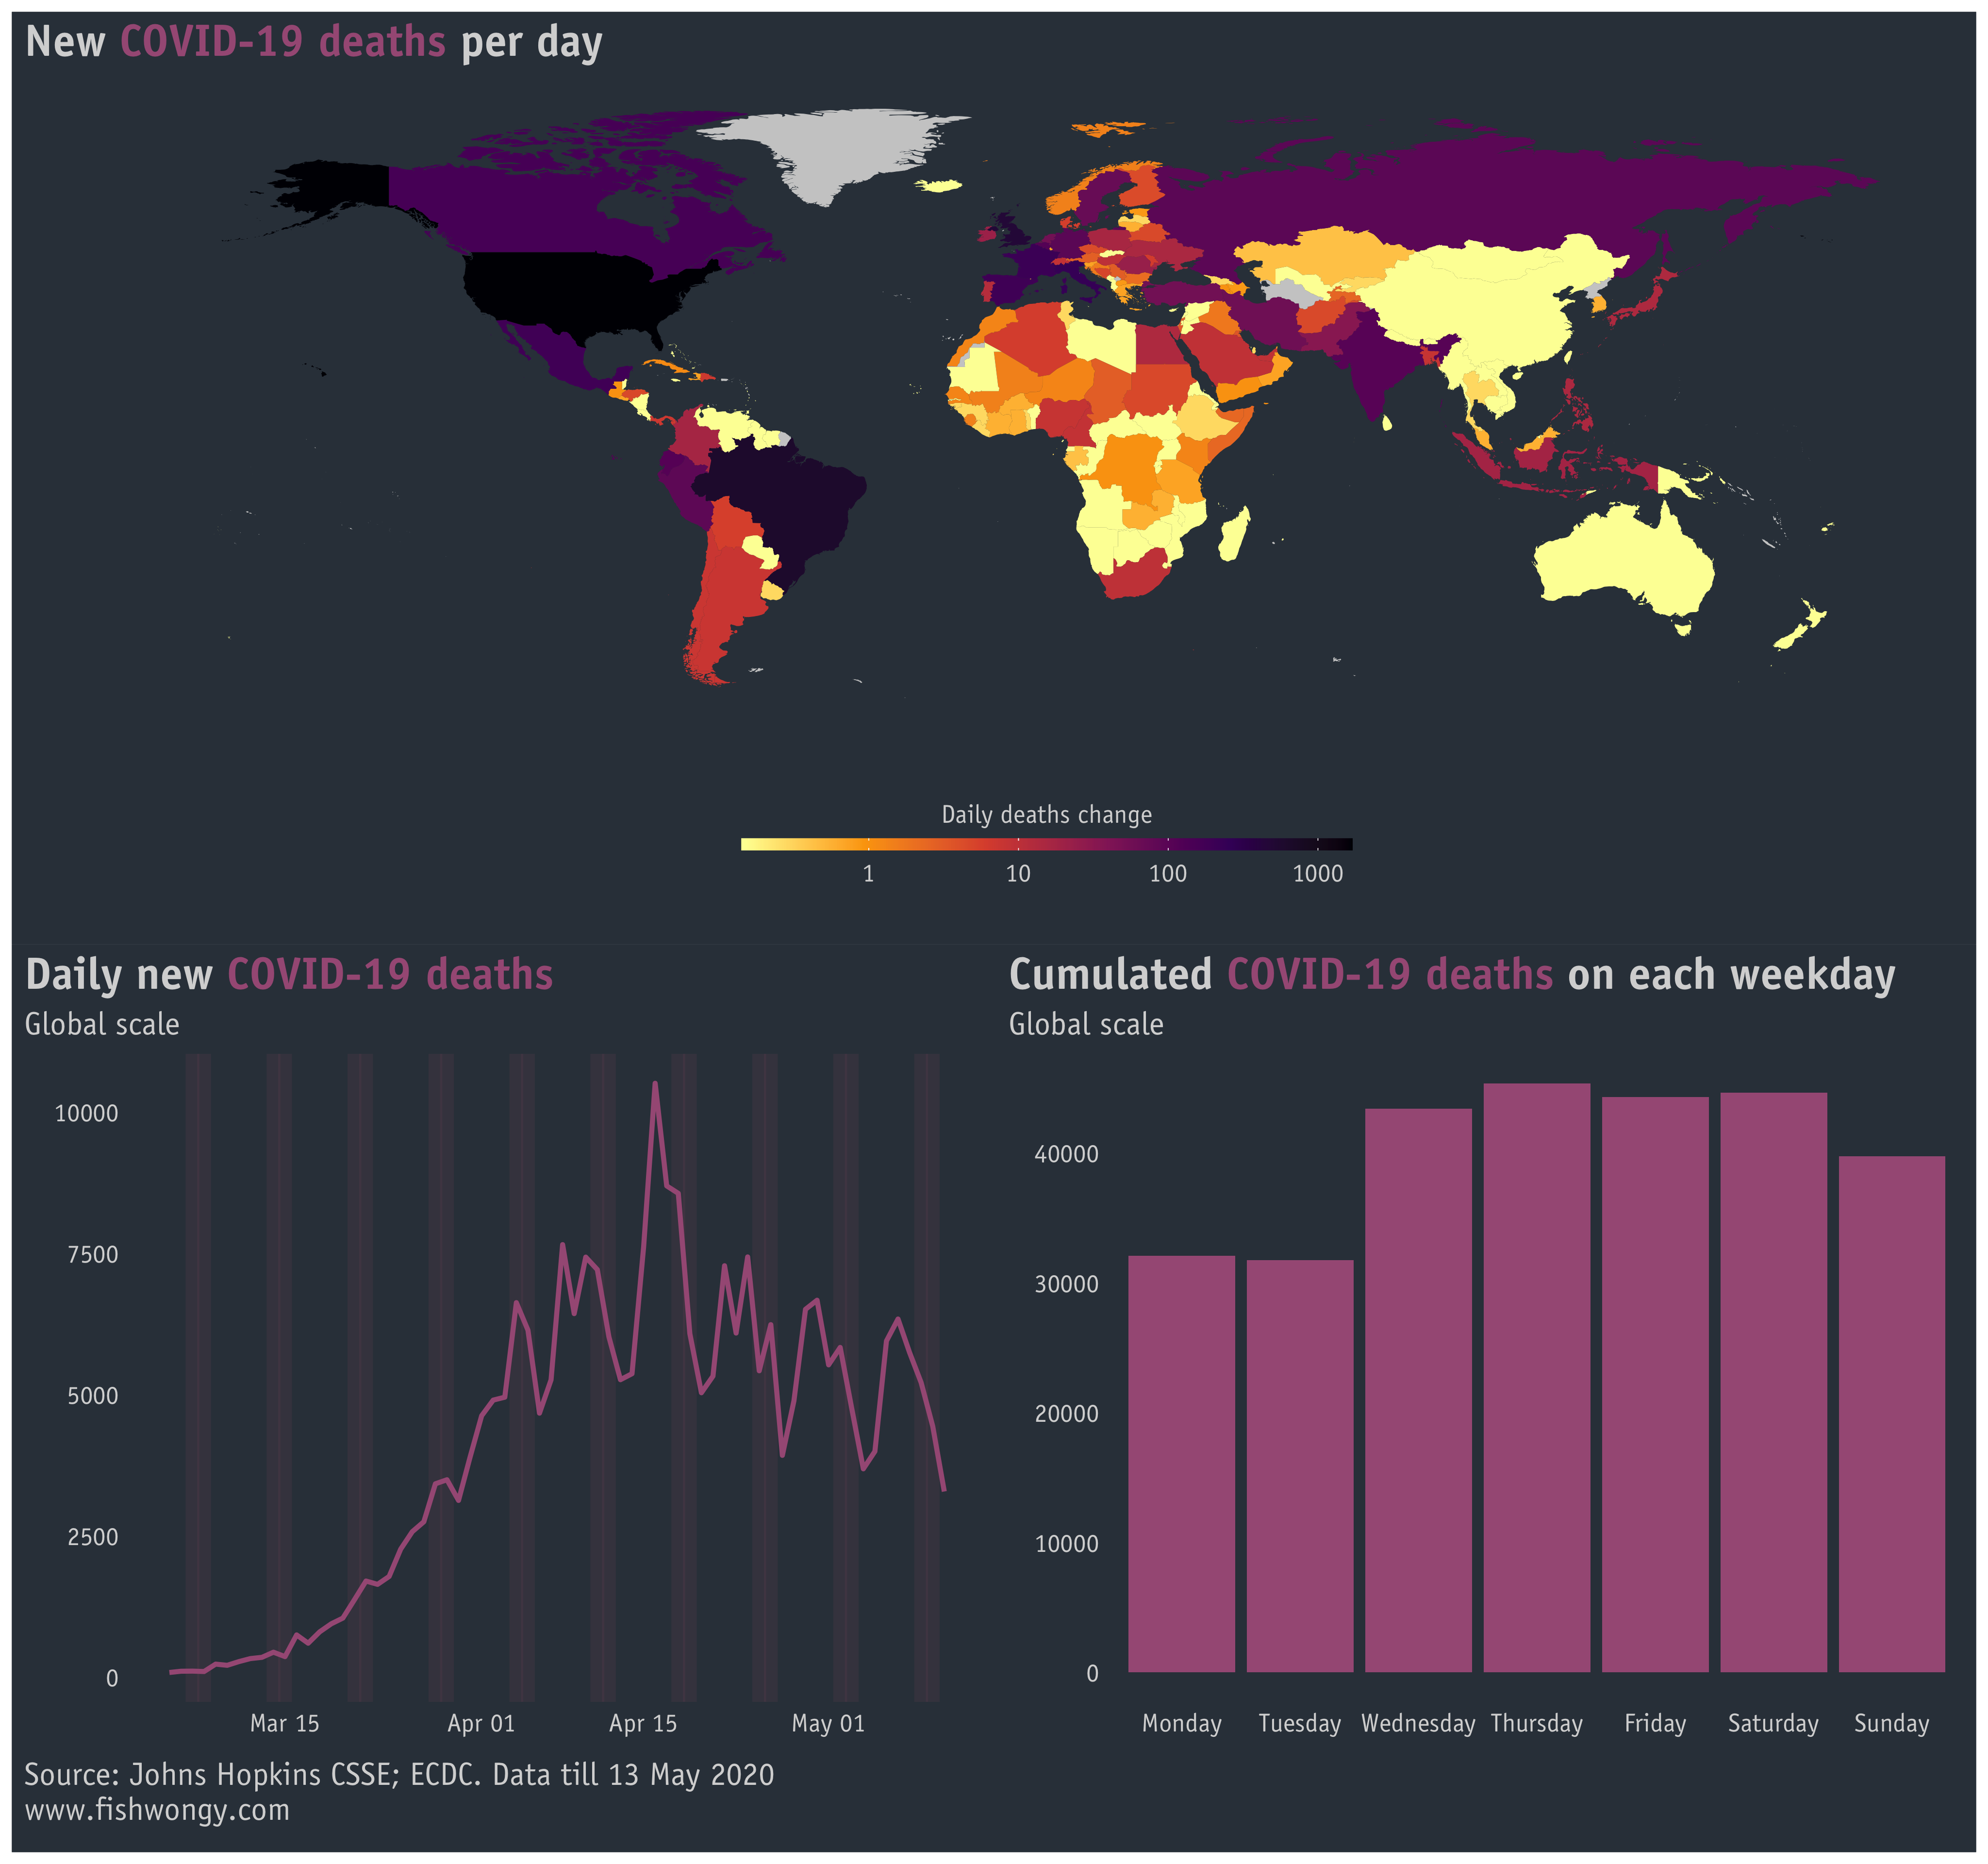 New COVID-19 deaths per day
Daily deaths change
1 10 100 1000
Daily new COVID-19 deaths
Global scale
10000
7500
5000
2500
0
Mar 15 Apr 01 Apr 15 May 01
Cumulated COVID-19 deaths on each weekday
Global scale
40000
30000
20000
10000
0
Monday Tuesday Wednesday Thursday Friday Saturday Sunday
Source: Johns Hopkins CSSE; ECDC. Data till 13 May 2020
www.fishwongy.com